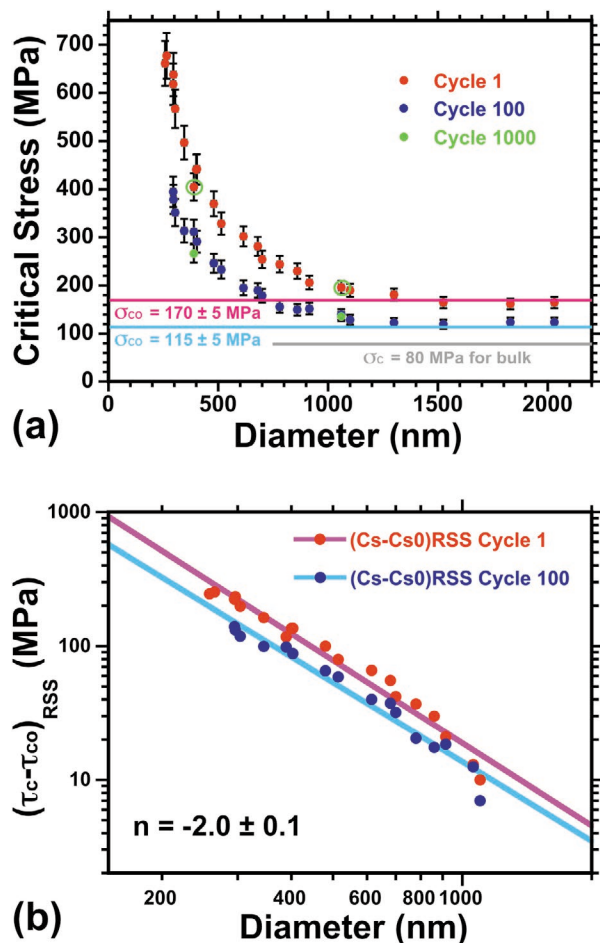 700
600
500
400
300
200
100
0
Critical Stress (MPa)
Cycle 1
Cycle 100
Cycle 1000
σco = 170 ± 5 MPa
σco = 115 ± 5 MPa
σc = 80 MPa for bulk
0 500 1000 1500 2000
Diameter (nm)
(a)
1000
100
10
(τc-τco)RSS (MPa)
(Cs-Cs0)RSS Cycle 1
(Cs-Cs0)RSS Cycle 100
n = -2.0 ± 0.1
200 400 600 800 1000
Diameter (nm)
(b)